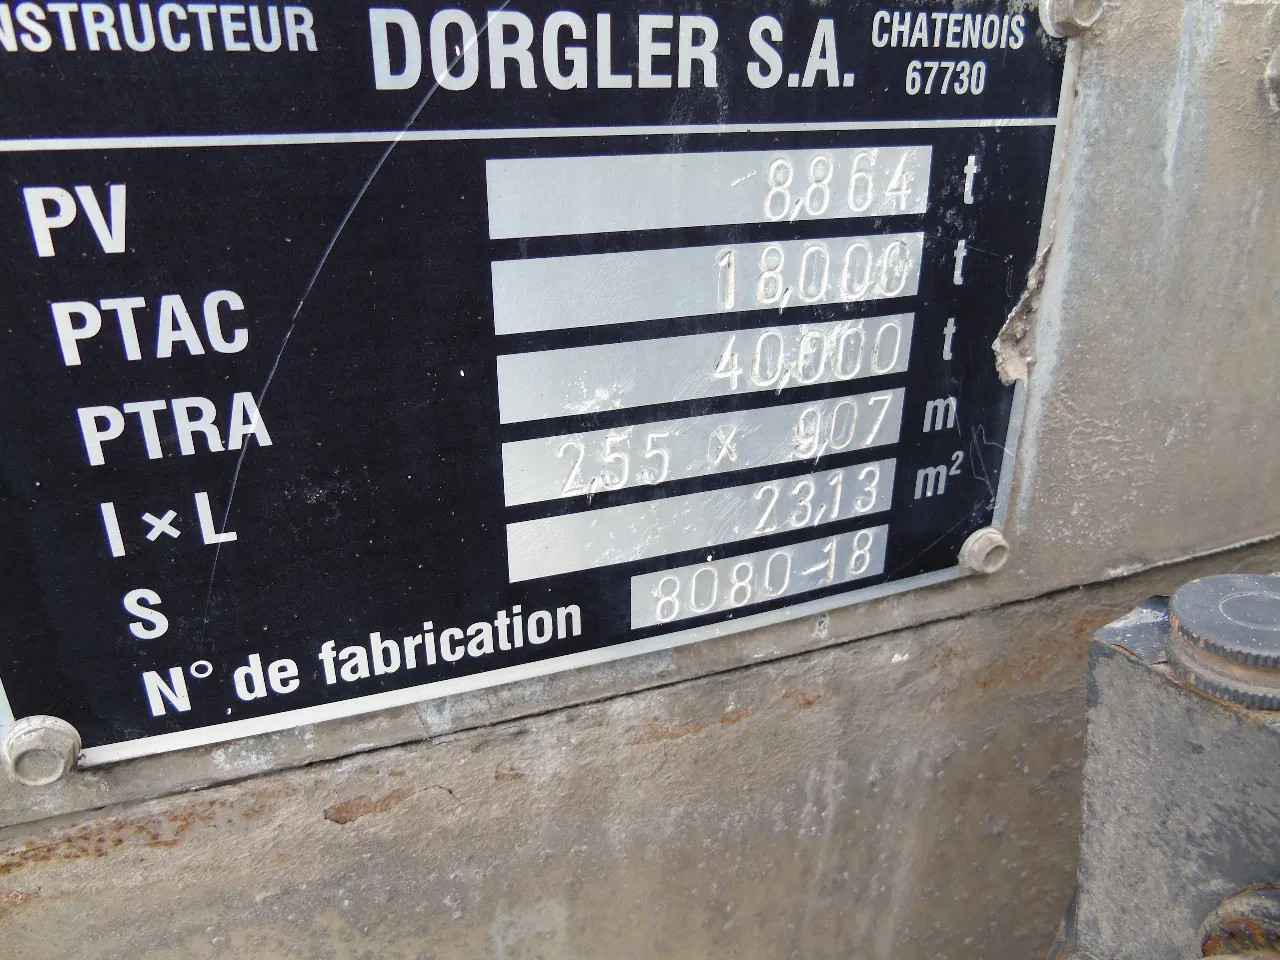 NSTRUCTEUR DORGLER S.A. CHATENOIS
67730
PV 8,864 t
PTAC 18,000 t
PTRA 40,000 t
l × L 2,55 × 9,07 m
S 23,13 m²
N° de fabrication 8080-18